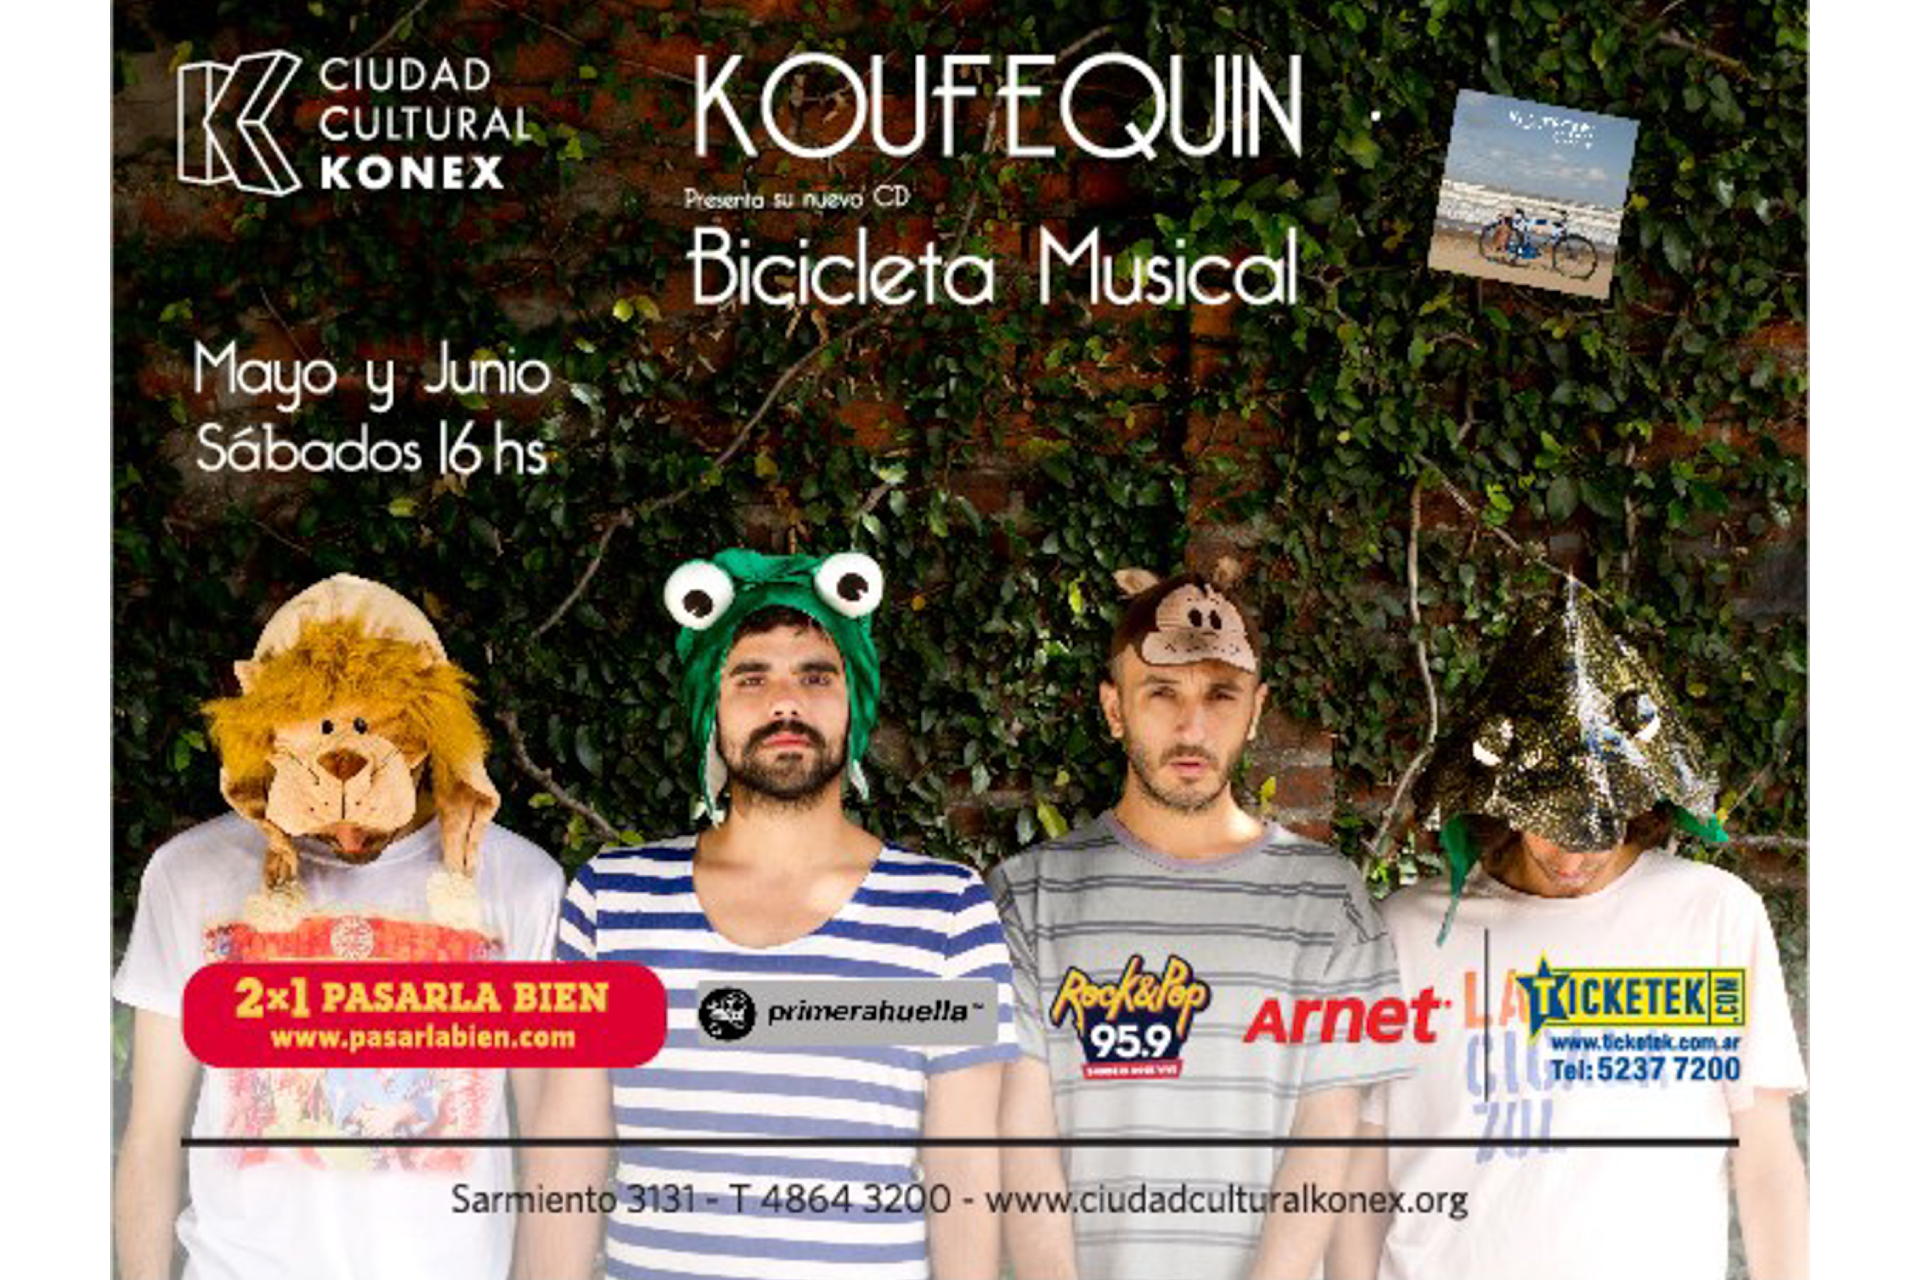 CIUDAD
CULTURAL
KONEX
KOUFEQUIN
Presenta su nuevo CD
Bicicleta Musical
Mayo y Junio
Sábados 16 hs
2x1 PASARLA BIEN
www.pasarlabien.com
primerahuella™
Rock&Pop
95.9
Arnet
LA
TICKETEK.COM
www.ticketek.com.ar
Tel: 5237 7200
Sarmiento 3131 - T 4864 3200 - www.ciudadculturalkonex.org